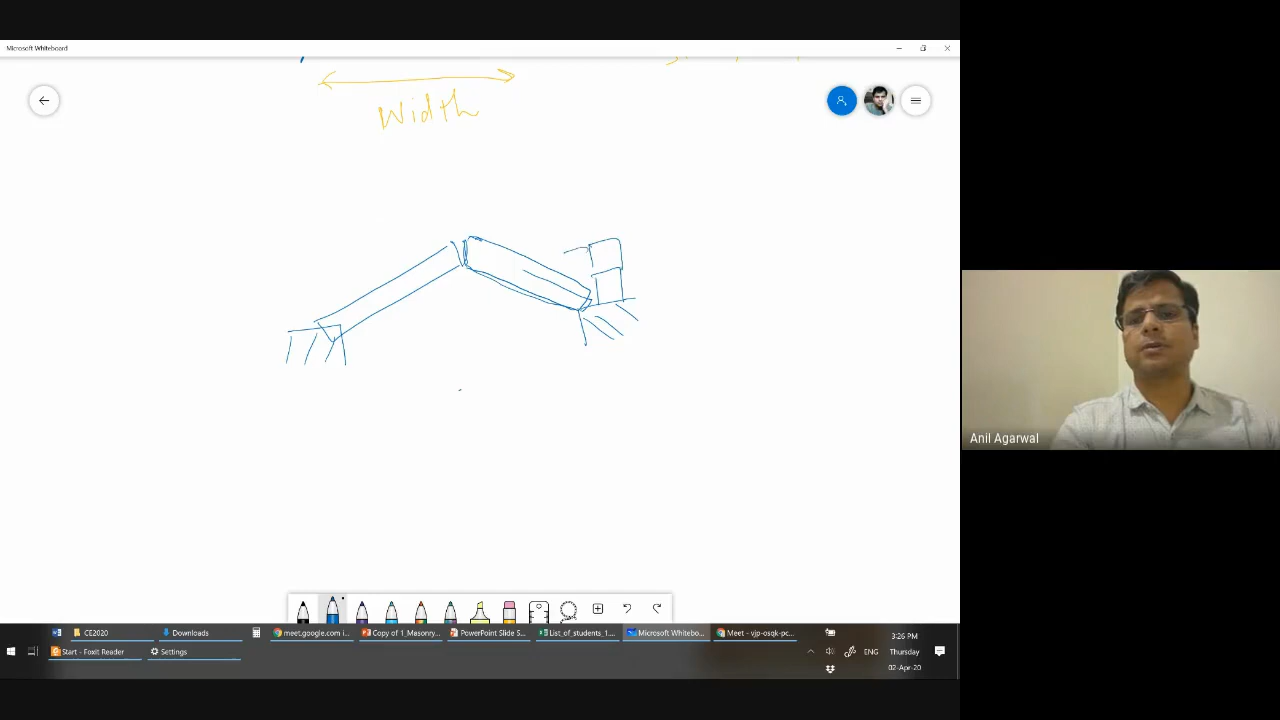 Microsoft Whiteboard
Width
Anil Agarwal
CE2020
Downloads
meet.google.com i...
Copy of 1_Masonry...
PowerPoint Slide S...
List_of_students_1...
Microsoft Whitebo...
Meet – vjp-osqk-pc...
Start - Foxit Reader
Settings
ENG
3:26 PM
Thursday
02-Apr-20